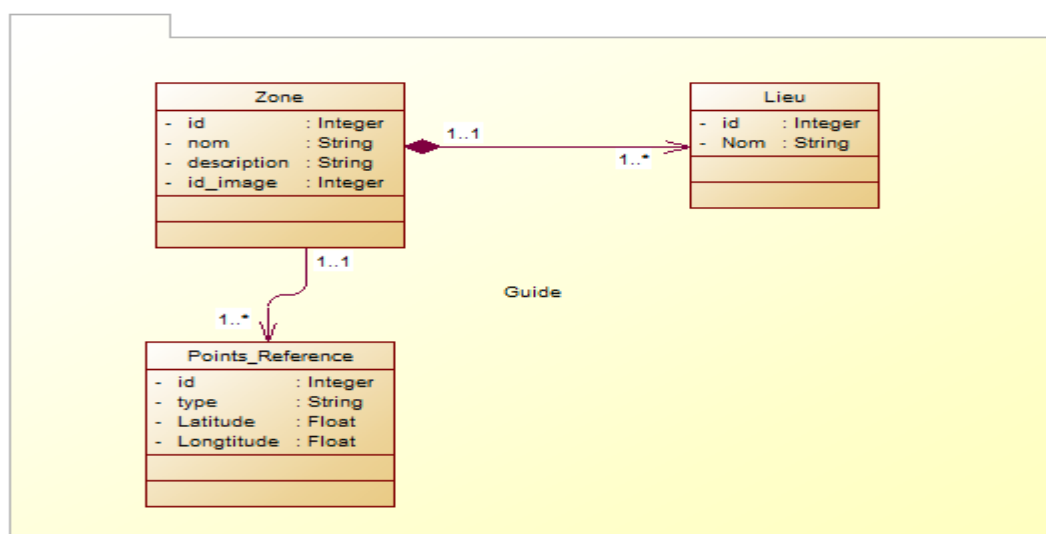 Zone
- id : Integer
- nom : String
- description : String
- id_image : Integer
1..1
1..*
Lieu
- id : Integer
- Nom : String
1..1
1..*
Guide
Points_Reference
- id : Integer
- type : String
- Latitude : Float
- Longtitude : Float